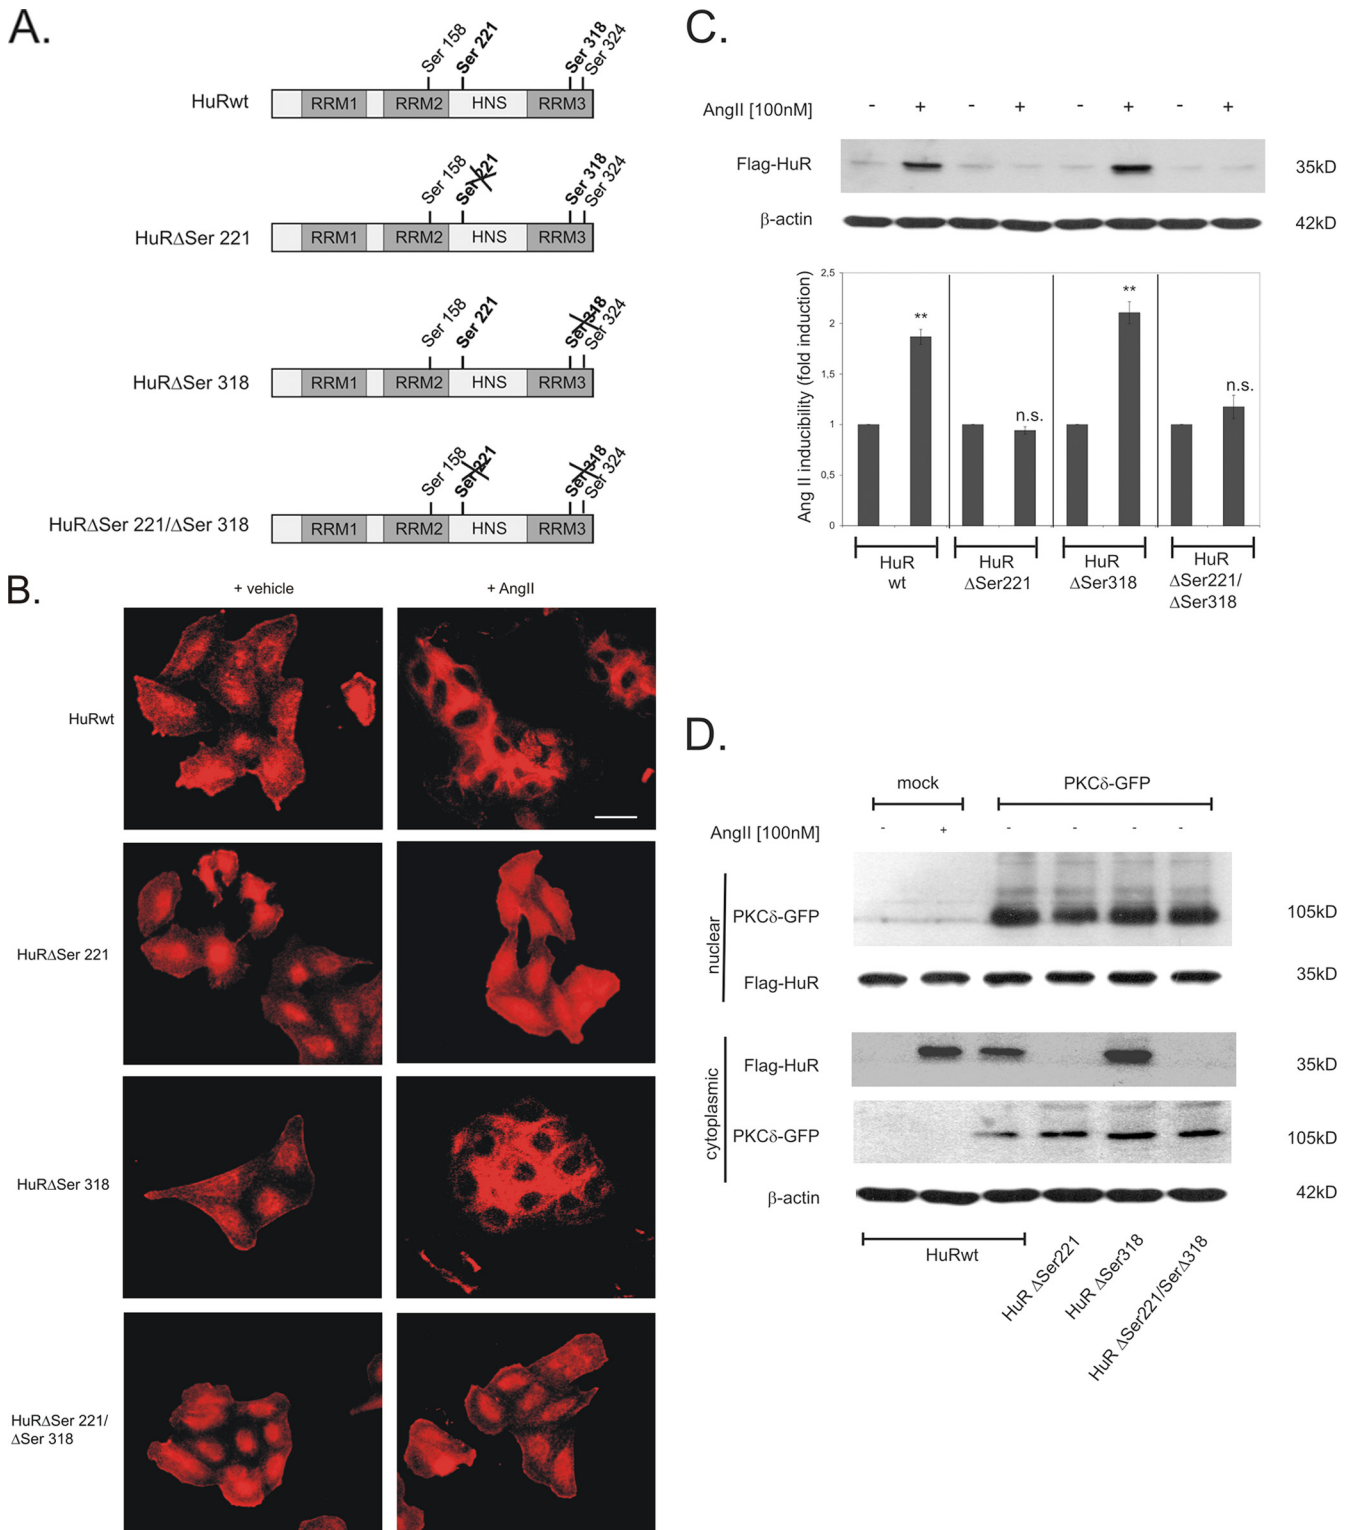 A.
Ser 158
Ser 221
Ser 318
Ser 324
HuRwt
RRM1
RRM2
HNS
RRM3
Ser 158
Ser 221
Ser 318
Ser 324
HuRΔSer 221
RRM1
RRM2
HNS
RRM3
Ser 158
Ser 221
Ser 318
Ser 324
HuRΔSer 318
RRM1
RRM2
HNS
RRM3
Ser 158
Ser 221
Ser 318
Ser 324
HuRΔSer 221/ΔSer 318
RRM1
RRM2
HNS
RRM3
B.
+ vehicle
+ AngII
HuRwt
HuRΔSer 221
HuRΔSer 318
HuRΔSer 221/
ΔSer 318
C.
AngII [100nM]
- + - + - + - +
Flag-HuR
35kD
β-actin
42kD
Ang II inducibility (fold induction)
2,5
2
1,5
1
0,5
0
**
n.s.
**
n.s.
HuR
wt
HuR
ΔSer221
HuR
ΔSer318
HuR
ΔSer221/
ΔSer318
D.
mock
PKCδ-GFP
AngII [100nM]
- + - - - -
nuclear
PKCδ-GFP
105kD
Flag-HuR
35kD
cytoplasmic
Flag-HuR
35kD
PKCδ-GFP
105kD
β-actin
42kD
HuRwt
HuR ΔSer221
HuR ΔSer318
HuR ΔSer221/SerΔ318